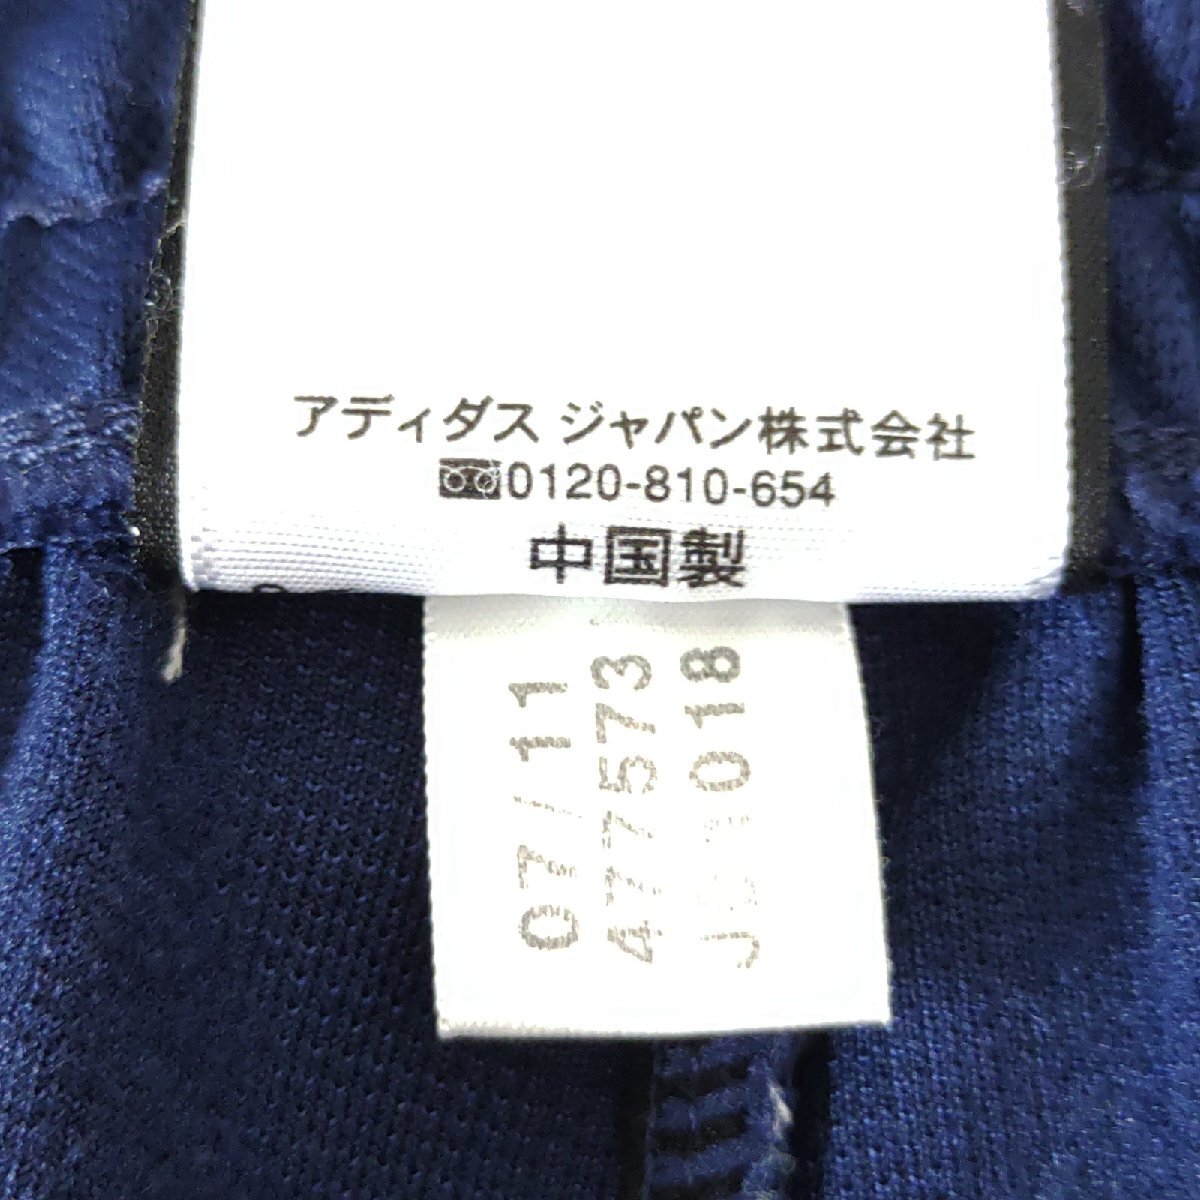 アディダス ジャパン株式会社
0120-810-654
中国製
07/11
477573
018